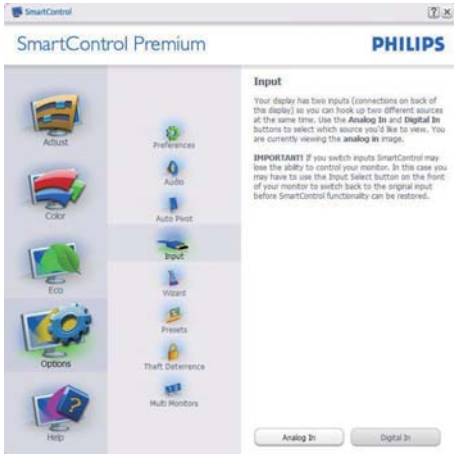 SmartControl
SmartControl Premium
PHILIPS
Adjust
Color
Eco
Options
Help
Preferences
Audio
Auto Pivot
Input
Wizard
Presets
Theft Deterrence
Multi Monitors
Input
Your display has two inputs (connections on back of
the display) so you can hook up two different sources
at the same time. Use the Analog In and Digital In
buttons to select which source you'd like to view. You
are currently viewing the analog in image.
IMPORTANT! If you switch inputs SmartControl may
lose the ability to control your monitor. In this case you
may have to use the Input Select button on the front
of your monitor to switch back to the original input
before SmartControl functionality can be restored.
Analog In
Digital In